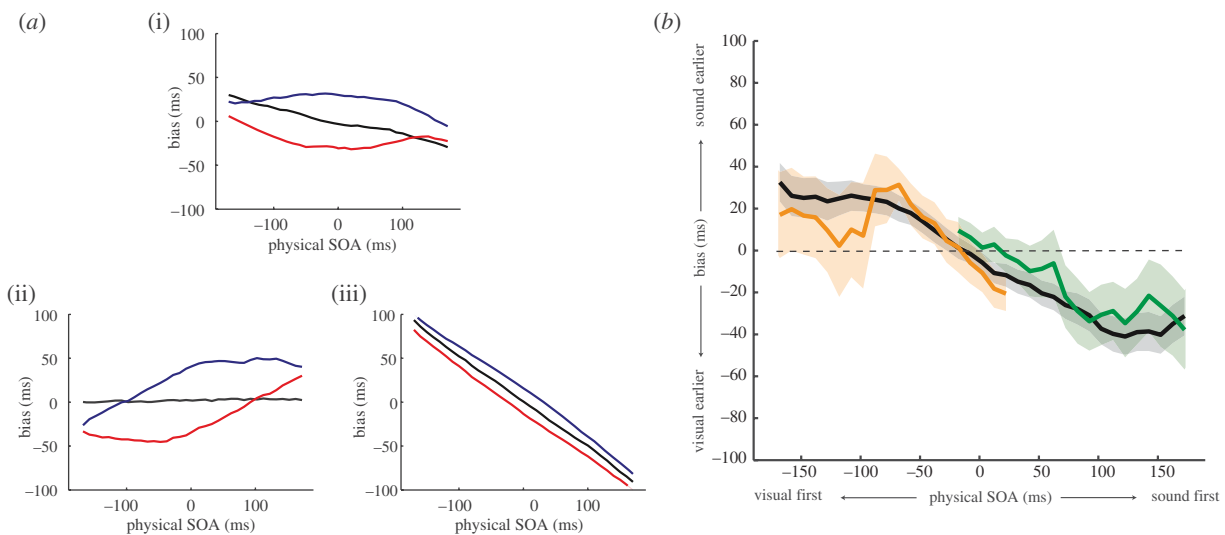 (a)
(i)
100
50
0
−50
−100
bias (ms)
−100 0 100
physical SOA (ms)
(ii)
100
50
0
−50
−100
bias (ms)
−100 0 100
physical SOA (ms)
(iii)
100
50
0
−50
−100
bias (ms)
−100 0 100
physical SOA (ms)
(b)
100
80
60
40
20
0
−20
−40
−60
−80
−100
sound earlier
bias (ms)
visual earlier
−150 −100 −50 0 50 100 150
visual first physical SOA (ms) sound first